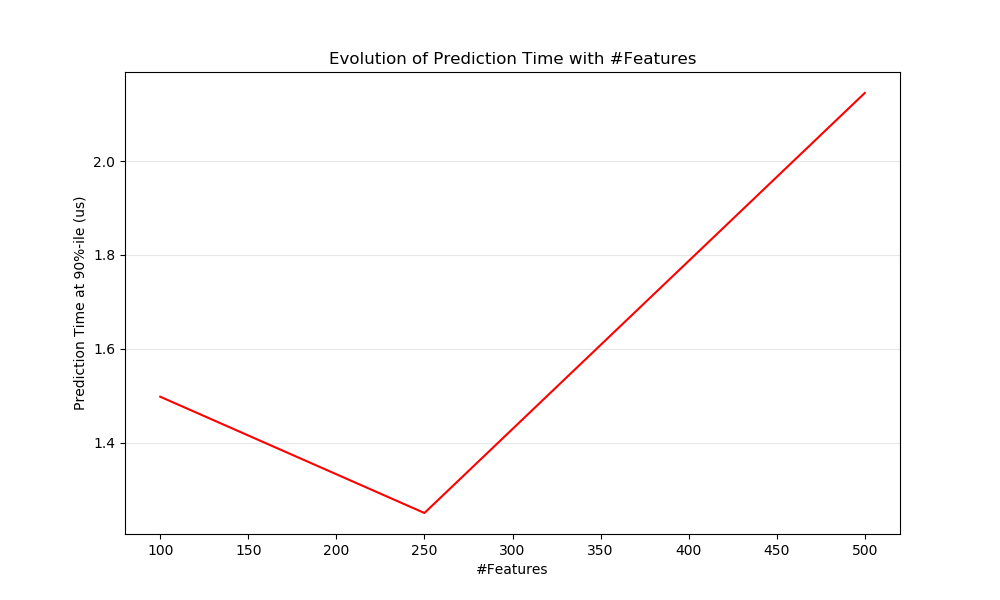 Evolution of Prediction Time with #Features
Prediction Time at 90%-ile (us)
2.0
1.8
1.6
1.4
100 150 200 250 300 350 400 450 500
#Features